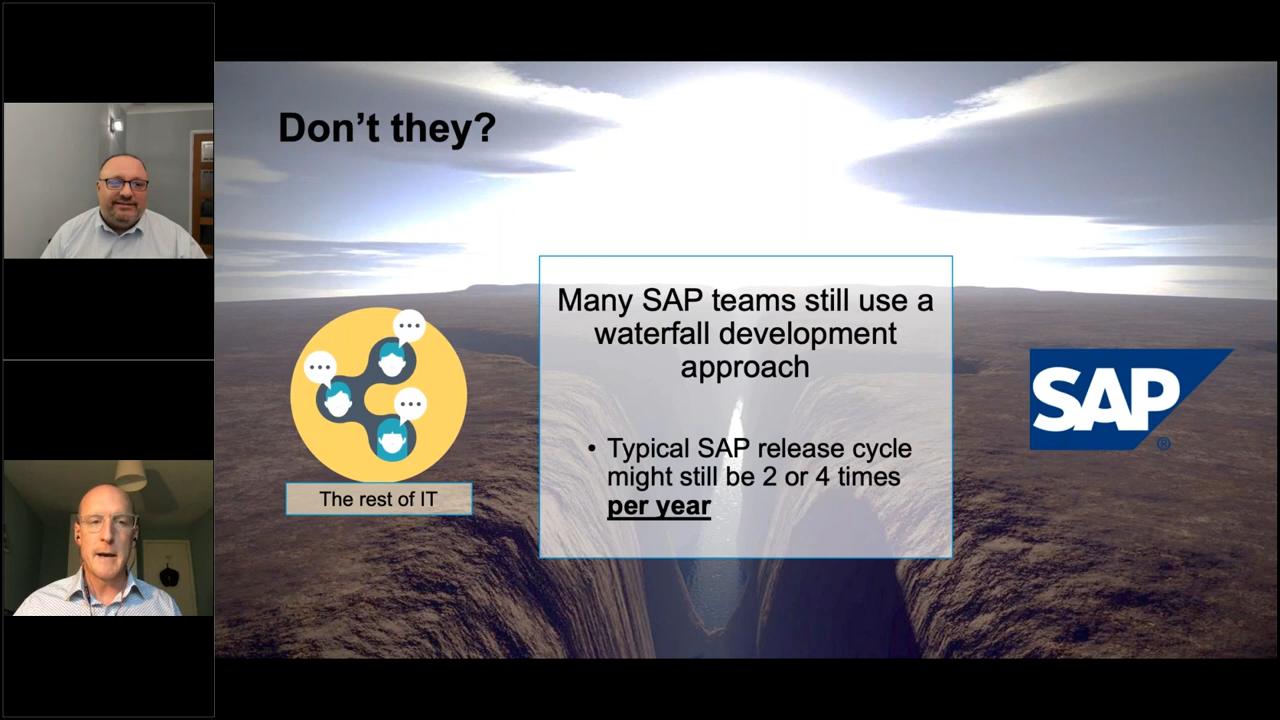 Don’t they?
Many SAP teams still use a
waterfall development
approach
• Typical SAP release cycle
might still be 2 or 4 times
per year
The rest of IT
SAP
®